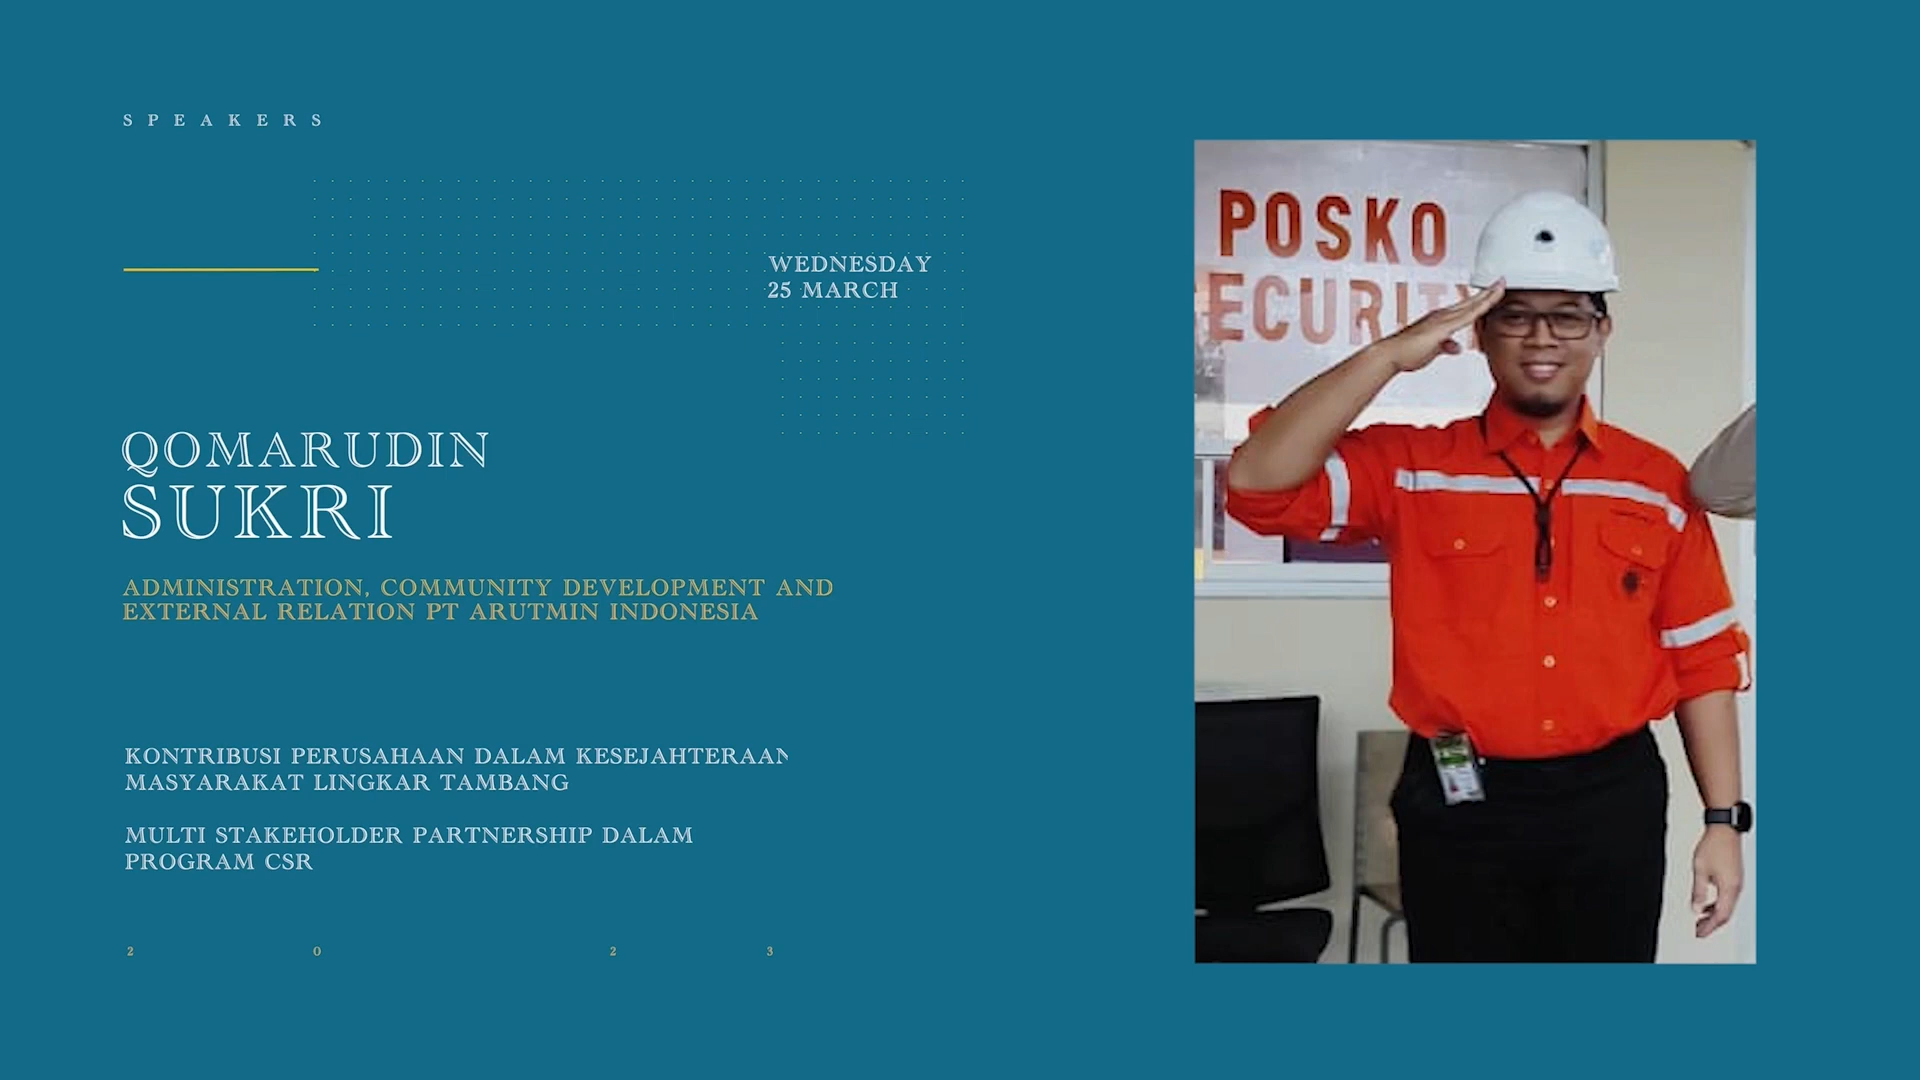 SPEAKERS
WEDNESDAY
25 MARCH
QOMARUDIN
SUKRI
ADMINISTRATION, COMMUNITY DEVELOPMENT AND
EXTERNAL RELATION PT ARUTMIN INDONESIA
KONTRIBUSI PERUSAHAAN DALAM KESEJAHTERAAN
MASYARAKAT LINGKAR TAMBANG
MULTI STAKEHOLDER PARTNERSHIP DALAM
PROGRAM CSR
2 0 2 3
POSKO
ECURITY